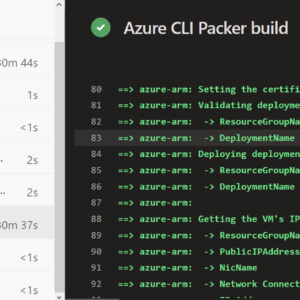 Azure CLI Packer build
30m 44s
1s
<1s
2s
2s
30m 37s
<1s
<1s
80 ==> azure-arm: Setting the certifi
81 ==> azure-arm: Validating deployme
82 ==> azure-arm: -> ResourceGroupNa
83 ==> azure-arm: -> DeploymentName
84 ==> azure-arm: Deploying deploymen
85 ==> azure-arm: -> ResourceGroupNa
86 ==> azure-arm: -> DeploymentName
87 ==> azure-arm:
88 ==> azure-arm: Getting the VM's IP
89 ==> azure-arm: -> ResourceGroupNa
90 ==> azure-arm: -> PublicIPAddress
91 ==> azure-arm: -> NicName
92 ==> azure-arm: -> Network Connect